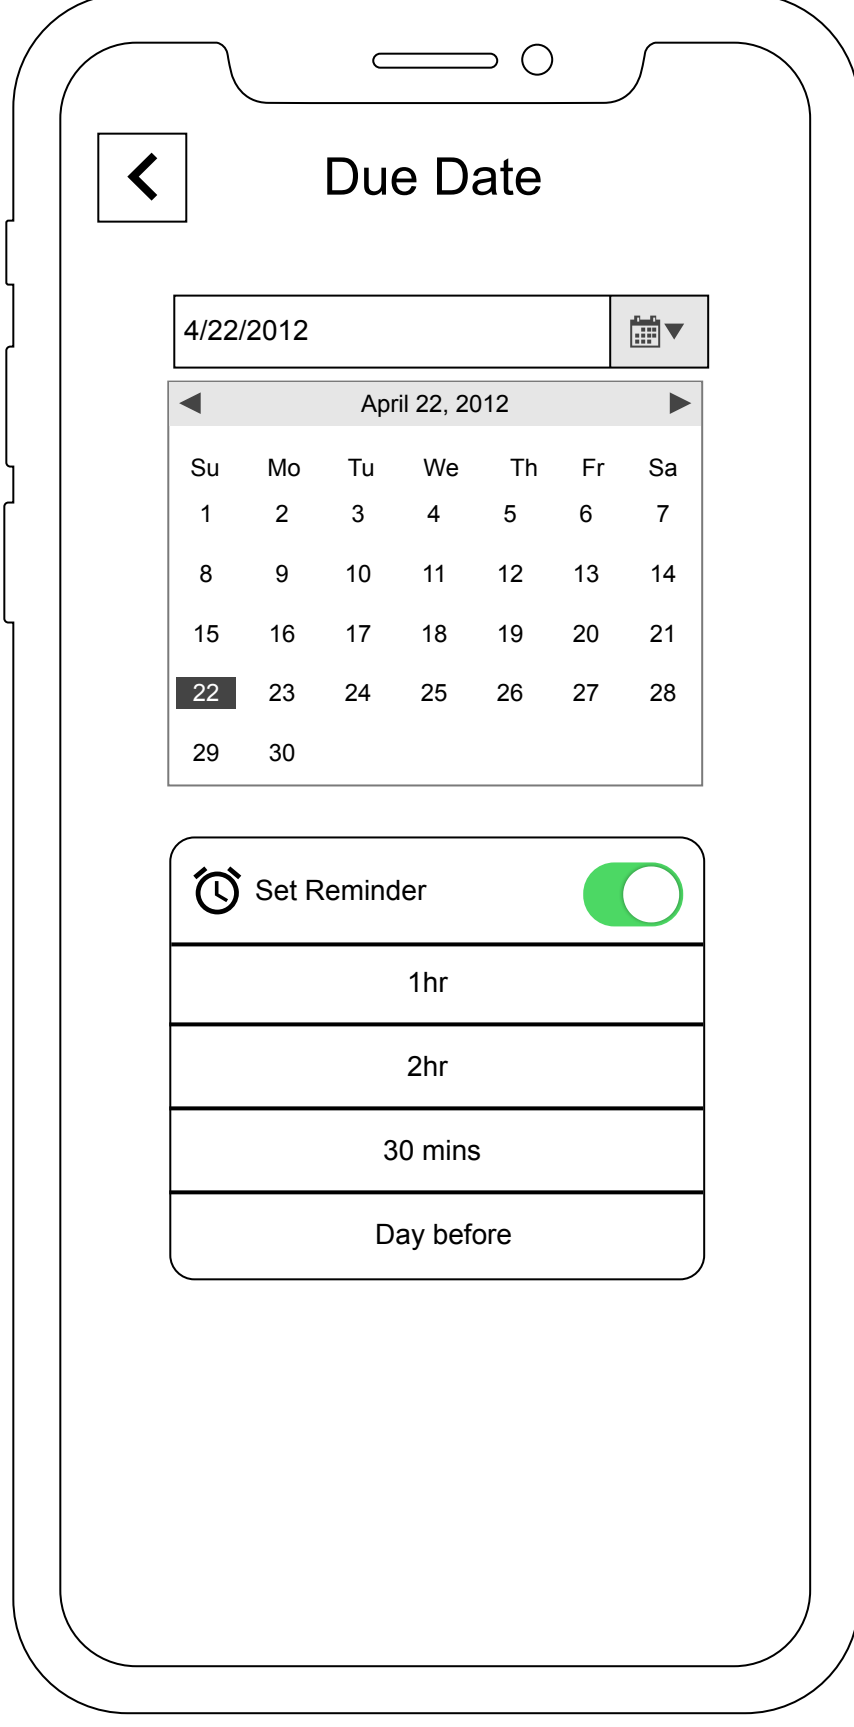 Due Date
4/22/2012
April 22, 2012
Su Mo Tu We Th Fr Sa
1 2 3 4 5 6 7
8 9 10 11 12 13 14
15 16 17 18 19 20 21
22 23 24 25 26 27 28
29 30
Set Reminder
1hr
2hr
30 mins
Day before